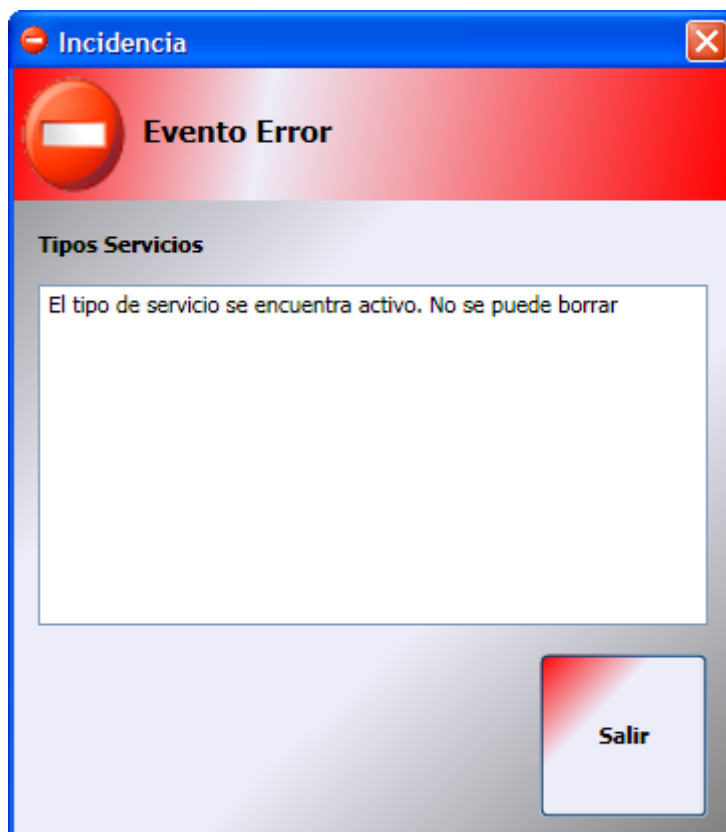 Incidencia
Evento Error
Tipos Servicios
El tipo de servicio se encuentra activo. No se puede borrar
Salir